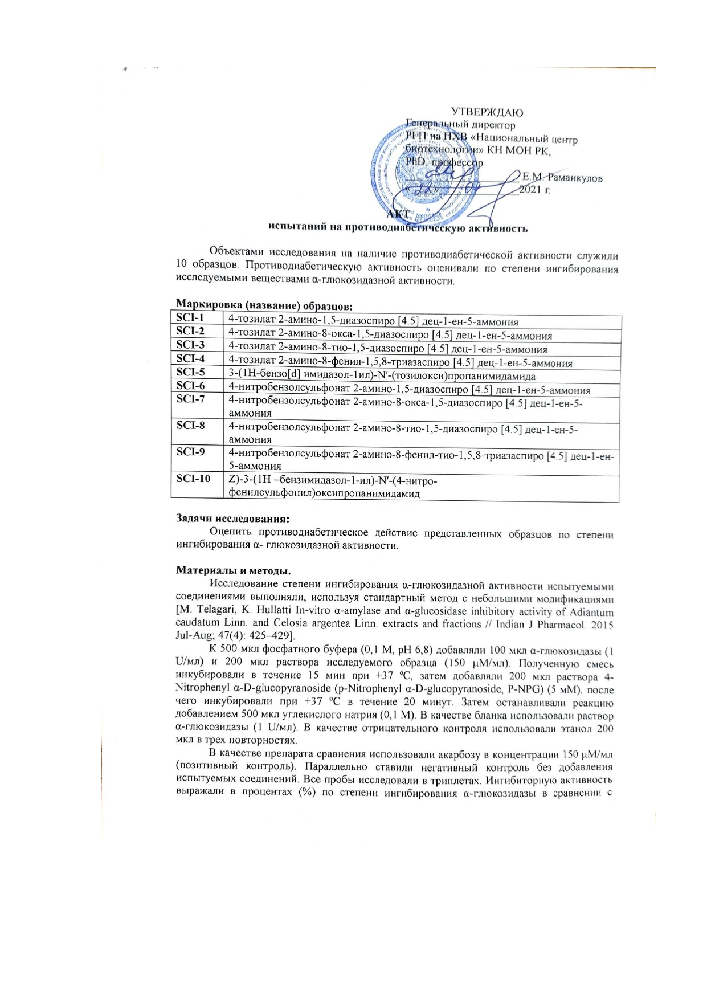 УТВЕРЖДАЮ
Генеральный директор
РГП на ПХВ «Национальный центр
биотехнологии» КН МОН РК,
PhD, профессор
Е.М. Раманкулов
«22» 2021 г.
АКТ
испытаний на противодиабетическую активность
Объектами исследования на наличие противодиабетической активности служили
10 образцов. Противодиабетическую активность оценивали по степени ингибирования
исследуемыми веществами α-глюкозидазной активности.
Маркировка (название) образцов:
SCI-1 4-тозилат 2-амино-1,5-диазоспиро [4.5] дец-1-ен-5-аммония
SCI-2 4-тозилат 2-амино-8-окса-1,5-диазоспиро [4.5] дец-1-ен-5-аммония
SCI-3 4-тозилат 2-амино-8-тио-1,5-диазоспиро [4.5] дец-1-ен-5-аммония
SCI-4 4-тозилат 2-амино-8-фенил-1,5,8-триазаспиро [4.5] дец-1-ен-5-аммония
SCI-5 3-(1H-бензо[d] имидазол-1ил)-N′-(тозилокси)пропанимидамида
SCI-6 4-нитробензолсульфонат 2-амино-1,5-диазоспиро [4.5] дец-1-ен-5-аммония
SCI-7 4-нитробензолсульфонат 2-амино-8-окса-1,5-диазоспиро [4.5] дец-1-ен-5-
аммония
SCI-8 4-нитробензолсульфонат 2-амино-8-тио-1,5-диазоспиро [4.5] дец-1-ен-5-
аммония
SCI-9 4-нитробензолсульфонат 2-амино-8-фенил-тио-1,5,8-триазаспиро [4.5] дец-1-ен-
5-аммония
SCI-10 Z)-3-(1H –бензимидазол-1-ил)-N′-(4-нитро-
фенилсульфонил)оксипропанимидамид
Задачи исследования:
Оценить противодиабетическое действие представленных образцов по степени
ингибирования α- глюкозидазной активности.
Материалы и методы.
Исследование степени ингибирования α-глюкозидазной активности испытуемыми
соединениями выполняли, используя стандартный метод с небольшими модификациями
[M. Telagari, K. Hullatti In-vitro α-amylase and α-glucosidase inhibitory activity of Adiantum
caudatum Linn. and Celosia argentea Linn. extracts and fractions // Indian J Pharmacol. 2015
Jul-Aug; 47(4): 425–429].
К 500 мкл фосфатного буфера (0,1 М, pH 6,8) добавляли 100 мкл α-глюкозидазы (1
U/мл) и 200 мкл раствора исследуемого образца (150 μМ/мл). Полученную смесь
инкубировали в течение 15 мин при +37 ºС, затем добавляли 200 мкл раствора 4-
Nitrophenyl α-D-glucopyranoside (p-Nitrophenyl α-D-glucopyranoside, P-NPG) (5 мМ), после
чего инкубировали при +37 ºС в течение 20 минут. Затем останавливали реакцию
добавлением 500 мкл углекислого натрия (0,1 М). В качестве бланка использовали раствор
α-глюкозидазы (1 U/мл). В качестве отрицательного контроля использовали этанол 200
мкл в трех повторностях.
В качестве препарата сравнения использовали акарбозу в концентрации 150 μМ/мл
(позитивный контроль). Параллельно ставили негативный контроль без добавления
испытуемых соединений. Все пробы исследовали в триплетах. Ингибиторную активность
выражали в процентах (%) по степени ингибирования α-глюкозидазы в сравнении с